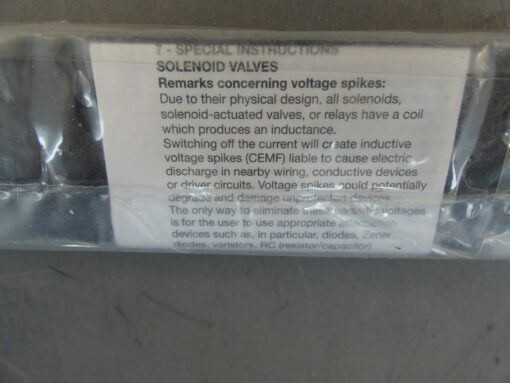 7 - SPECIAL INSTRUCTIONS
SOLENOID VALVES
Remarks concerning voltage spikes:
Due to their physical design, all solenoids,
solenoid-actuated valves, or relays have a coil
which produces an inductance.
Switching off the current will create inductive
voltage spikes (CEMF) liable to cause electric
discharge in nearby wiring, conductive devices
or driver circuits. Voltage spikes could potentially
degrade and damage unprotected devices.
The only way to eliminate these parasitic voltages
is for the user to use appropriate attenuation
devices such as, in particular, diodes, Zener
diodes, varistors, RC (resistor/capacitor)